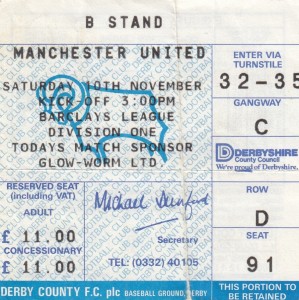 B STAND
MANCHESTER UNITED
SATURDAY 10TH NOVEMBER
KICK-OFF 3:00PM
BARCLAYS LEAGUE
DIVISION ONE
TODAYS MATCH SPONSOR
GLOW-WORM LTD.
ENTER VIA
TURNSTILE
32-35
GANGWAY
C
DERBYSHIRE
County Council
We're proud of Derbyshire.
RESERVED SEAT
(including VAT)
ADULT
£ 11.00
CONCESSIONARY
£ 11.00
Secretary
TEL: (0332) 40105
ROW
D
SEAT
91
DERBY COUNTY F.C. plc BASEBALL GROUND, DERBY
THIS PORTION TO
BE RETAINED